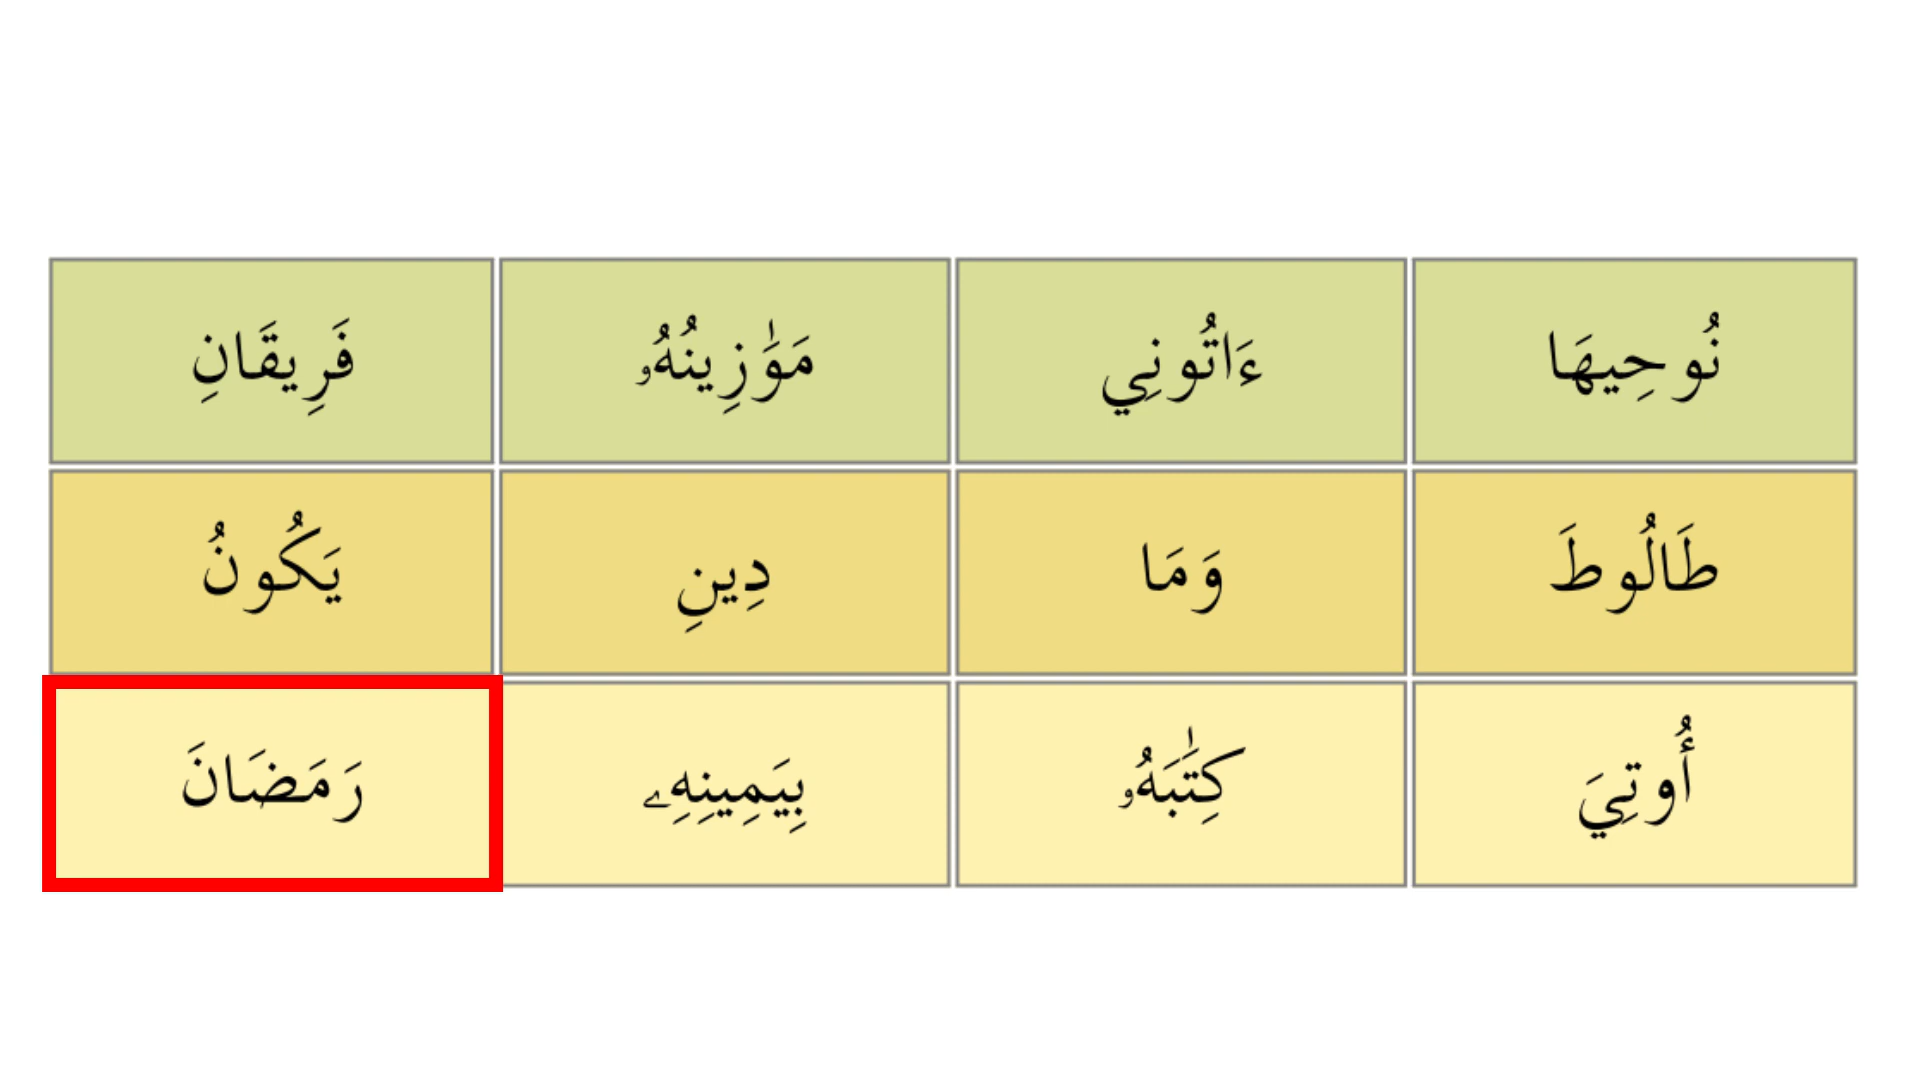 نُوحِيهَا ءَاتُونِي مَوَٰزِينُهُۥ فَرِيقَانِ
طَالُوطَ وَمَا دِينِ يَكُونُ
أُوتِيَ كِتَٰبَهُۥ بِيَمِينِهِۦ رَمَضَانَ